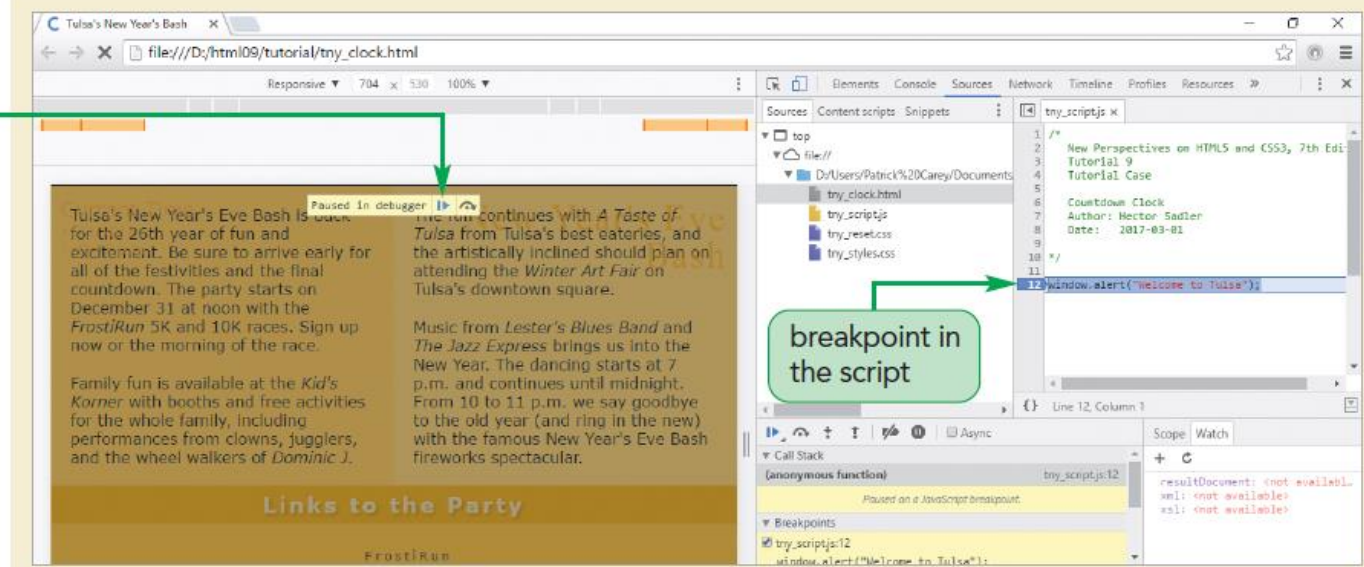 Tulsa's New Year's Bash
file:///D:/html09/tutorial/tny_clock.html
Responsive ▼ 704 x 530 100% ▼
Elements Console Sources Network Timeline Profiles Resources »
Sources Content scripts Snippets
top
file://
D:/Users/Patrick%20Carey/Documents
tny_clock.html
tny_script.js
tny_reset.css
tny_styles.css
tny_script.js ×
1 /*
2 New Perspectives on HTML5 and CSS3, 7th Edi
3 Tutorial 9
4 Tutorial Case
5
6 Countdown Clock
7 Author: Hector Sadler
8 Date: 2017-03-01
9
10 */
11
12 window.alert("Welcome to Tulsa");
{} Line 12, Column 1
Paused in debugger
Tulsa's New Year's Eve Bash is back
for the 26th year of fun and
excitement. Be sure to arrive early for
all of the festivities and the final
countdown. The party starts on
December 31 at noon with the
FrostiRun 5K and 10K races. Sign up
now or the morning of the race.
Family fun is available at the Kid's
Korner with booths and free activities
for the whole family, including
performances from clowns, jugglers,
and the wheel walkers of Dominic J.
The fun continues with A Taste of
Tulsa from Tulsa's best eateries, and
the artistically inclined should plan on
attending the Winter Art Fair on
Tulsa's downtown square.
Music from Lester's Blues Band and
The Jazz Express brings us into the
New Year. The dancing starts at 7
p.m. and continues until midnight.
From 10 to 11 p.m. we say goodbye
to the old year (and ring in the new)
with the famous New Year's Eve Bash
fireworks spectacular.
Eve
Bash
Links to the Party
FrostiRun
breakpoint in
the script
Async
Call Stack
(anonymous function) tny_script.js:12
Paused on a JavaScript breakpoint.
Breakpoints
tny_script.js:12
window.alert("Welcome to Tulsa");
Scope Watch
resultDocument: <not availabl…
xml: <not available>
xsl: <not available>